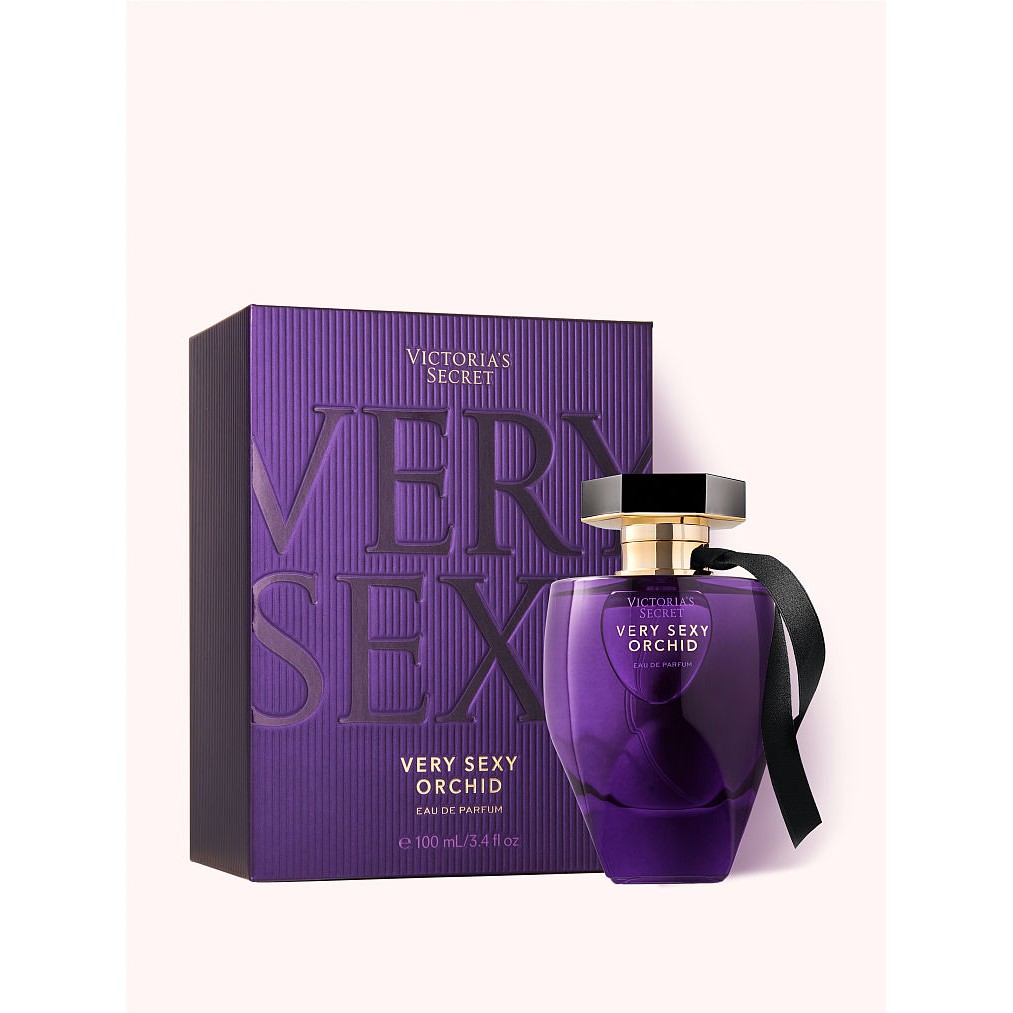 VICTORIA'S
SECRET
VERY
SEXY
VERY SEXY
ORCHID
EAU DE PARFUM
℮ 100 mL/3.4 fl oz
VICTORIA'S
SECRET
VERY SEXY
ORCHID
EAU DE PARFUM